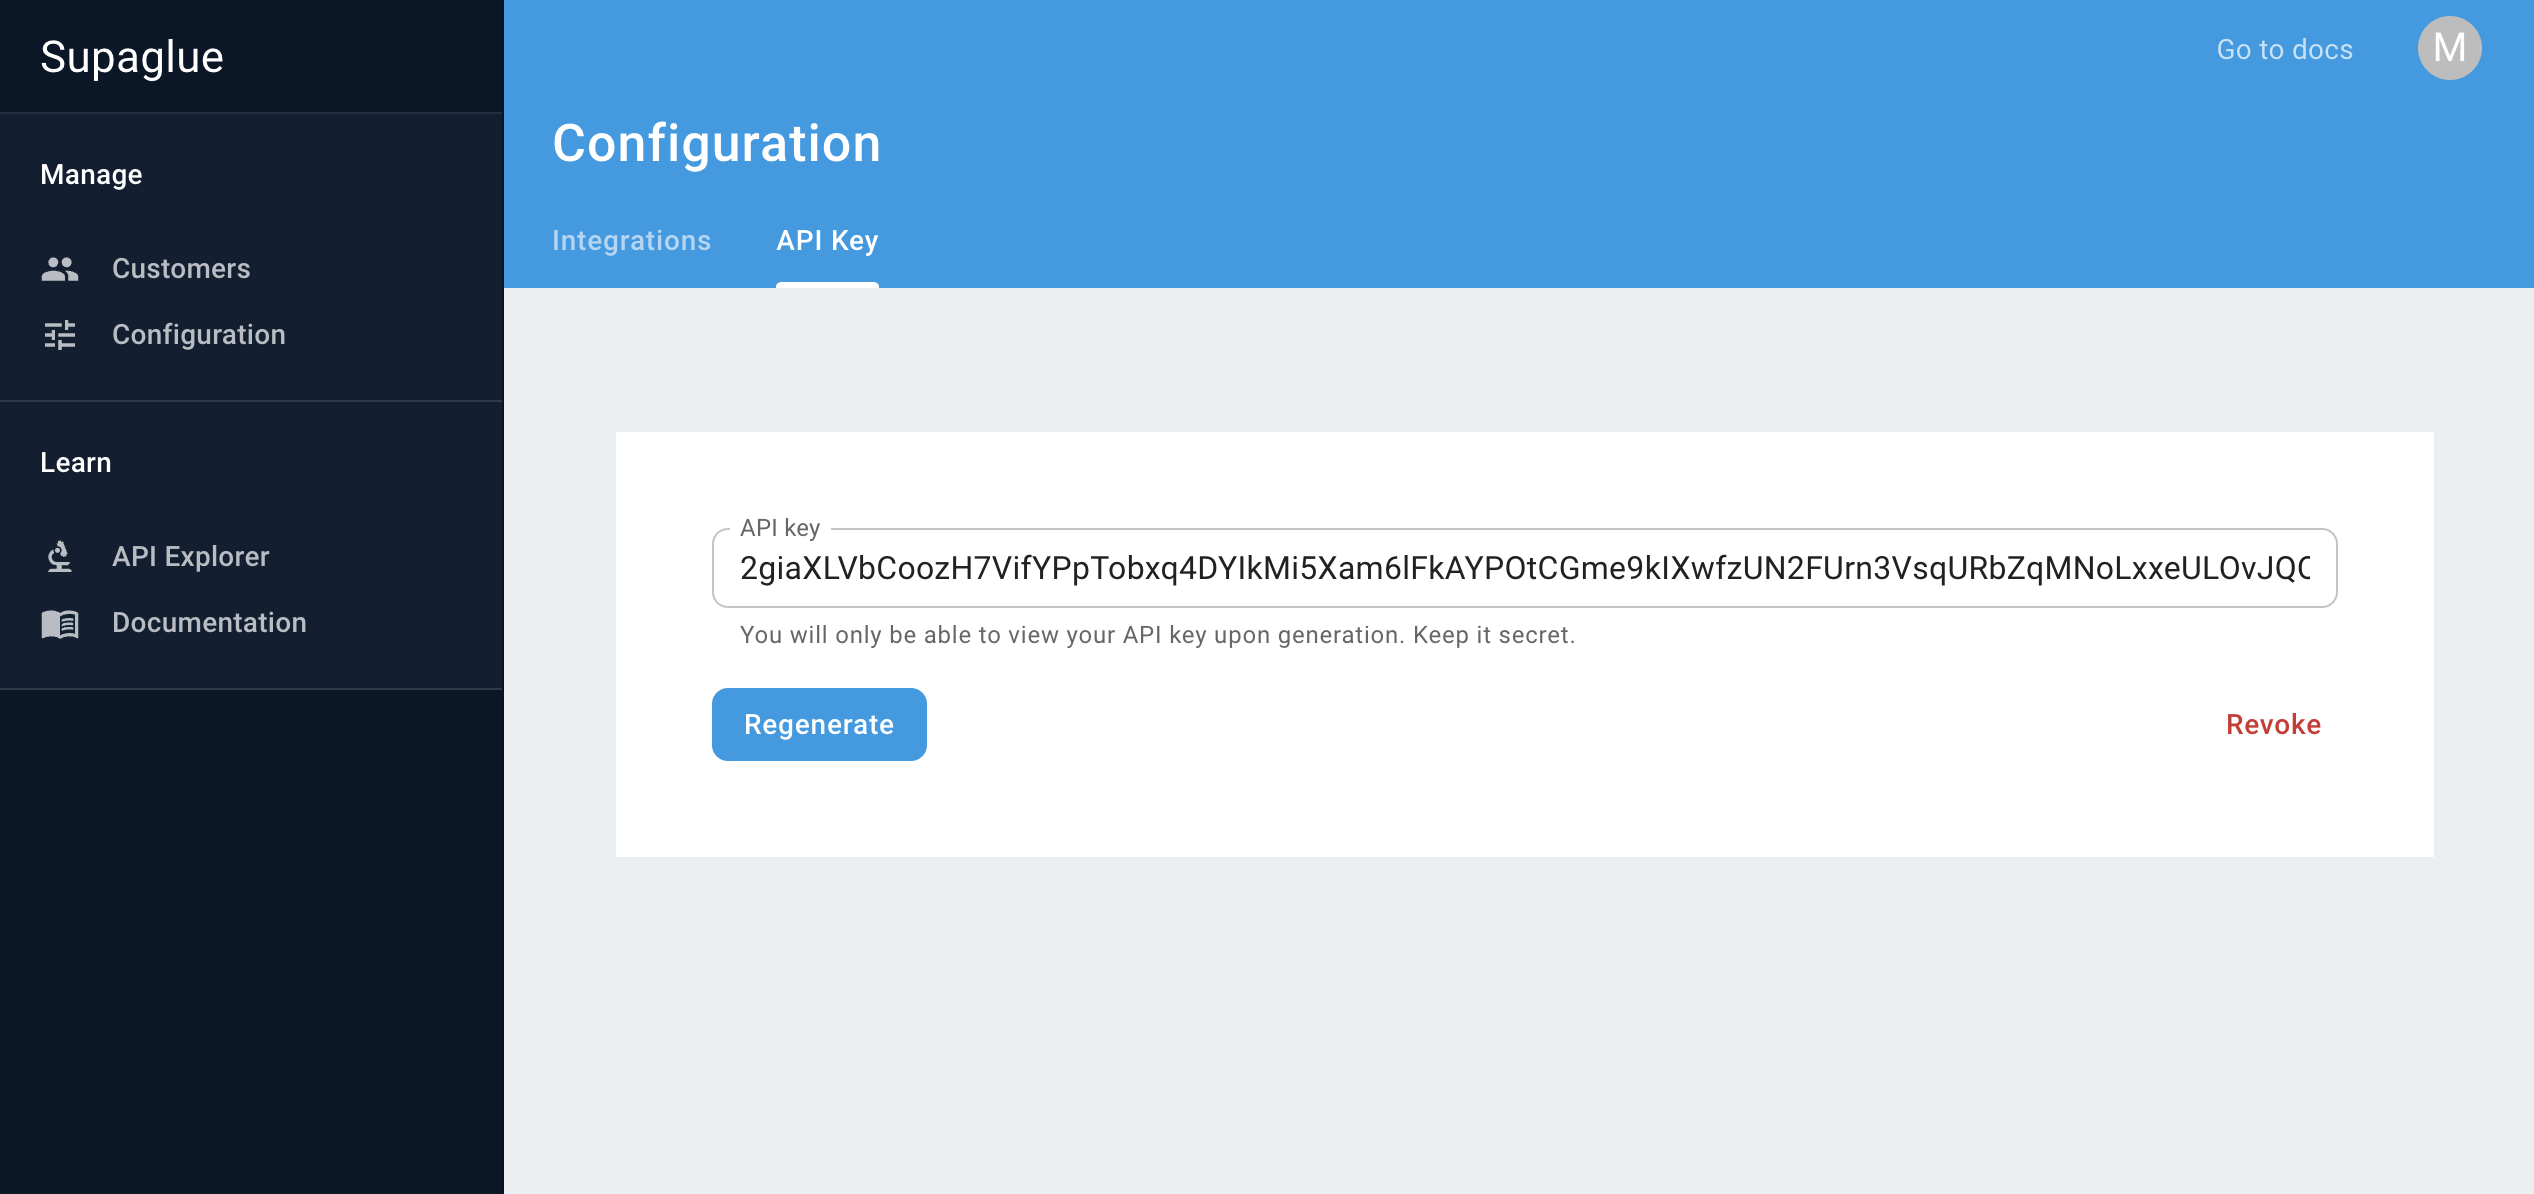 Supaglue
Go to docs
M
Manage
Customers
Configuration
Learn
API Explorer
Documentation
Configuration
Integrations
API Key
API key
2giaXLVbCoozH7VifYPpTobxq4DYIkMi5Xam6lFkAYPOtCGme9kIXwfzUN2FUrn3VsqURbZqMNoLxxeULOvJQ
You will only be able to view your API key upon generation. Keep it secret.
Regenerate
Revoke